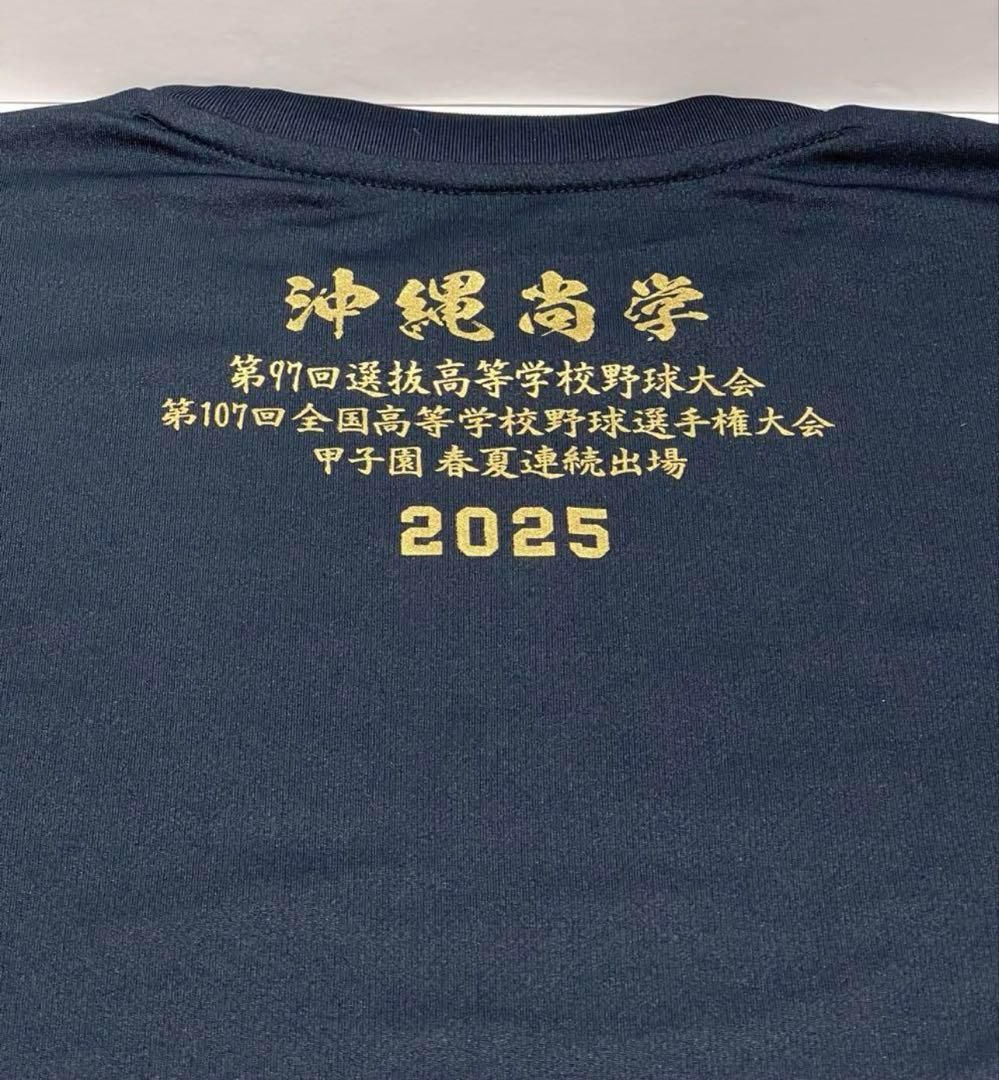 沖縄尚学
第97回選抜高等学校野球大会
第107回全国高等学校野球選手権大会
甲子園 春夏連続出場
2025